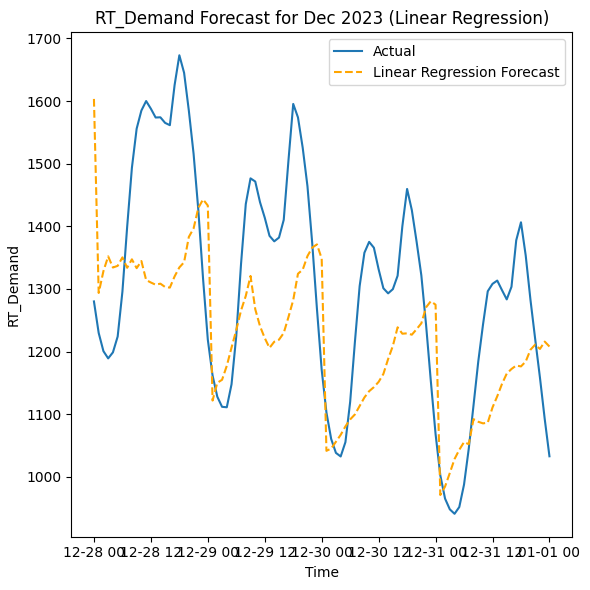 RT_Demand Forecast for Dec 2023 (Linear Regression)
Actual
Linear Regression Forecast
RT_Demand
1700
1600
1500
1400
1300
1200
1100
1000
12-28 00 12-28 12 12-29 00 12-29 12 12-30 00 12-30 12 12-31 00 12-31 12 01-01 00
Time